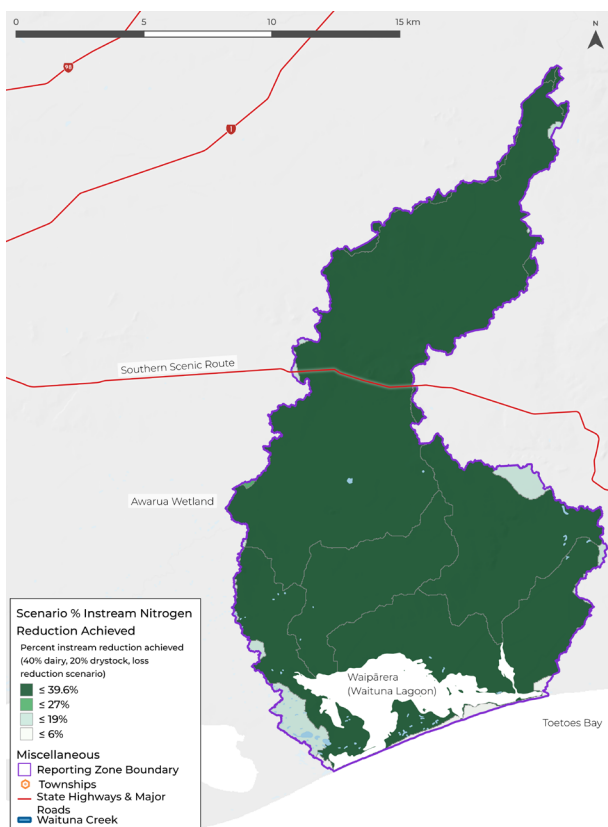 0 5 10 15 km
N
98
1
Southern Scenic Route
Awarua Wetland
Waipārera
(Waituna Lagoon)
Toetoes Bay
Scenario % Instream Nitrogen
Reduction Achieved
Percent instream reduction achieved
(40% dairy, 20% drystock, loss
reduction scenario)
≤ 39.6%
≤ 27%
≤ 19%
≤ 6%
Miscellaneous
Reporting Zone Boundary
Townships
State Highways & Major
Roads
Waituna Creek